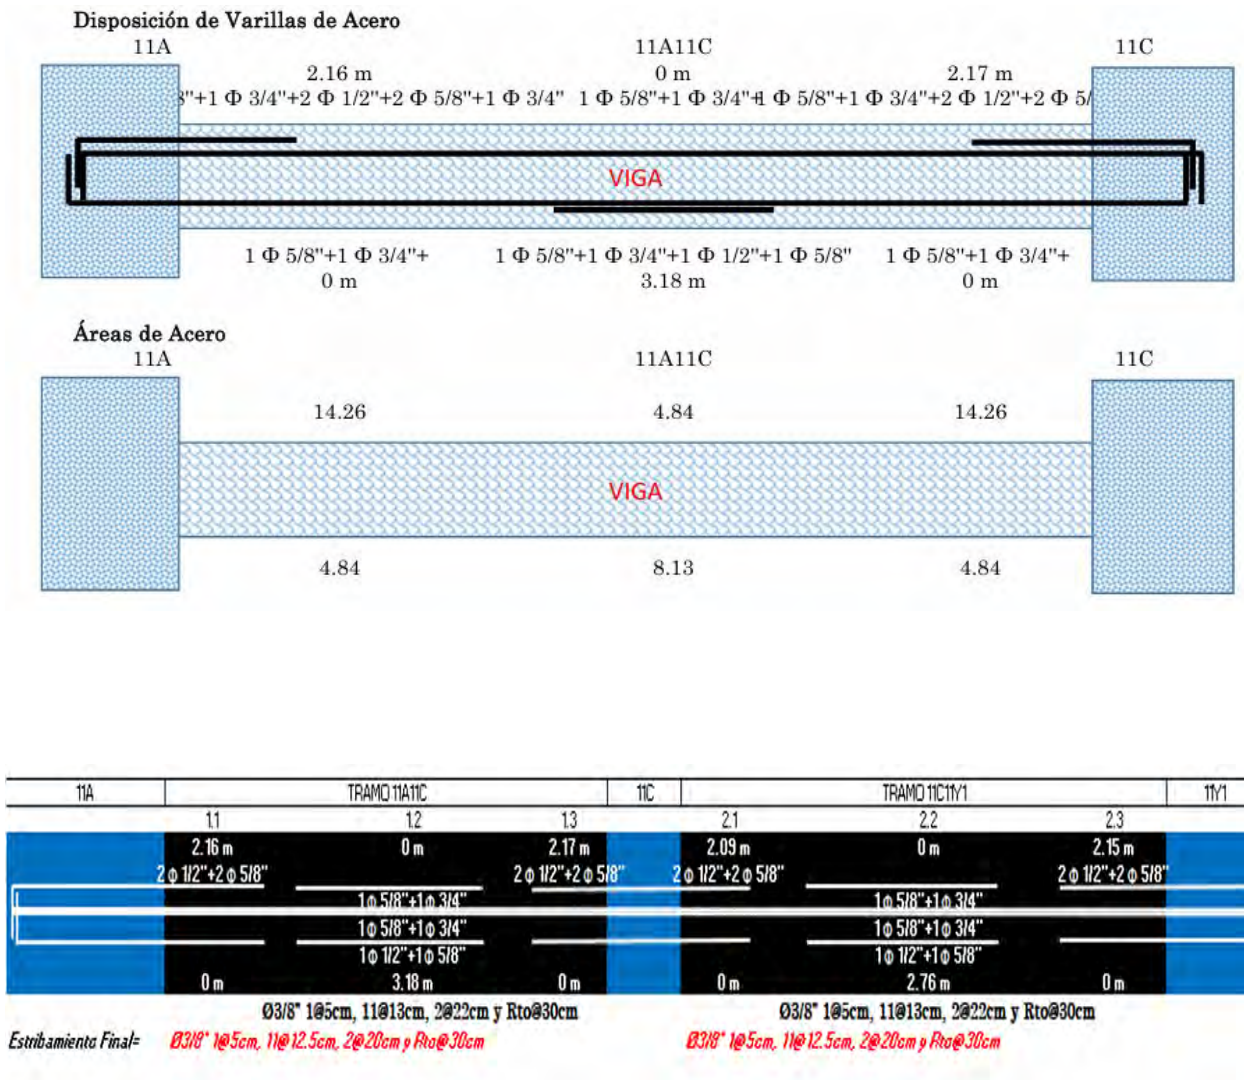 Disposición de Varillas de Acero
11A 11A11C 11C
2.16 m 0 m 2.17 m
8"+1 Φ 3/4"+2 Φ 1/2"+2 Φ 5/8"+1 Φ 3/4" 1 Φ 5/8"+1 Φ 3/4"+ 1 Φ 5/8"+1 Φ 3/4"+2 Φ 1/2"+2 Φ 5/
VIGA
1 Φ 5/8"+1 Φ 3/4"+ 1 Φ 5/8"+1 Φ 3/4"+1 Φ 1/2"+1 Φ 5/8" 1 Φ 5/8"+1 Φ 3/4"+
0 m 3.18 m 0 m
Áreas de Acero
11A 11A11C 11C
14.26 4.84 14.26
VIGA
4.84 8.13 4.84
11A TRAMO 11A11C 11C TRAMO 11C11Y1 11Y1
1.1 1.2 1.3 2.1 2.2 2.3
2.16 m 0 m 2.17 m 2.09 m 0 m 2.15 m
2 φ 1/2"+2 φ 5/8" 2 φ 1/2"+2 φ 5/8" 2 φ 1/2"+2 φ 5/8" 2 φ 1/2"+2 φ 5/8"
1 φ 5/8"+1 φ 3/4" 1 φ 5/8"+1 φ 3/4"
1 φ 5/8"+1 φ 3/4" 1 φ 5/8"+1 φ 3/4"
1 φ 1/2"+1 φ 5/8" 1 φ 1/2"+1 φ 5/8"
0 m 3.18 m 0 m 0 m 2.76 m 0 m
Ø3/8" 1@5cm, 11@13cm, 2@22cm y Rto@30cm Ø3/8" 1@5cm, 11@13cm, 2@22cm y Rto@30cm
Estribamiento Final= Ø3/8" 1@5cm, 11@12.5cm, 2@20cm y Rto@30cm Ø3/8" 1@5cm, 11@12.5cm, 2@20cm y Rto@30cm